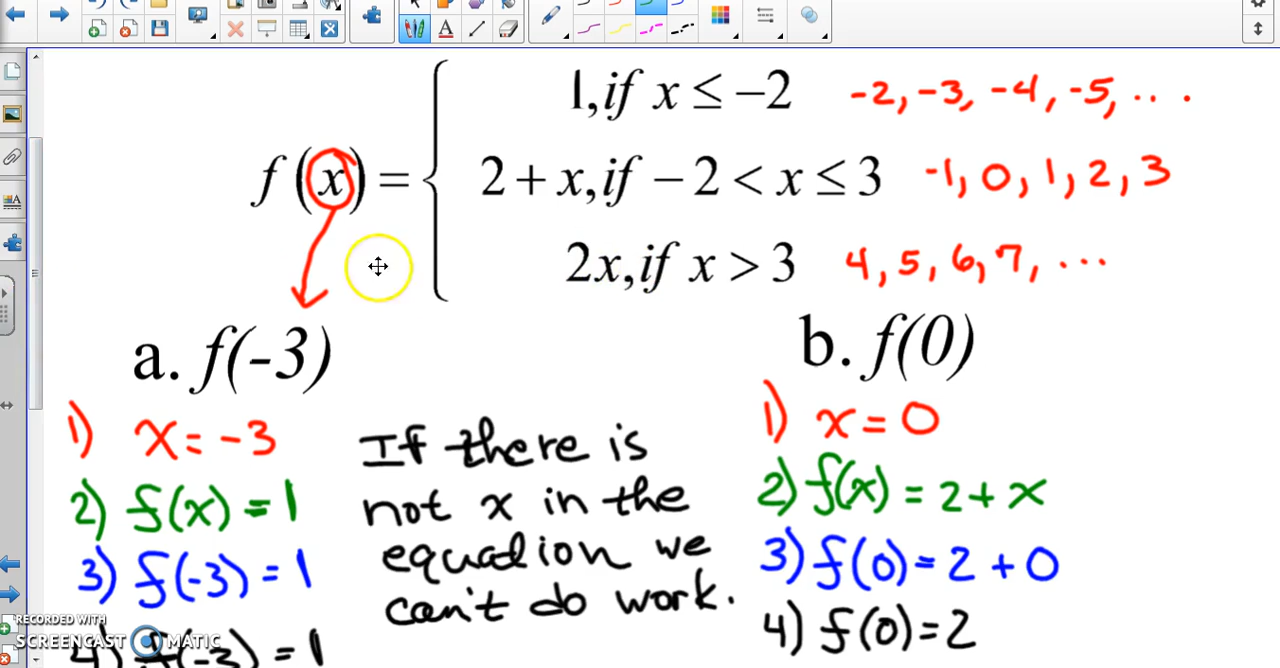 1, if x ≤ −2 -2, -3, -4, -5, ...
f(x) = { 2 + x, if −2 < x ≤ 3 -1, 0, 1, 2, 3
2x, if x > 3 4, 5, 6, 7, ...
a. f(-3)
1) x = -3
2) f(x) = 1
3) f(-3) = 1
4) f(-3) = 1
If there is
not x in the
equation we
can't do work.
b. f(0)
1) x = 0
2) f(x) = 2 + x
3) f(0) = 2 + 0
4) f(0) = 2
RECORDED WITH
SCREENCAST MATIC